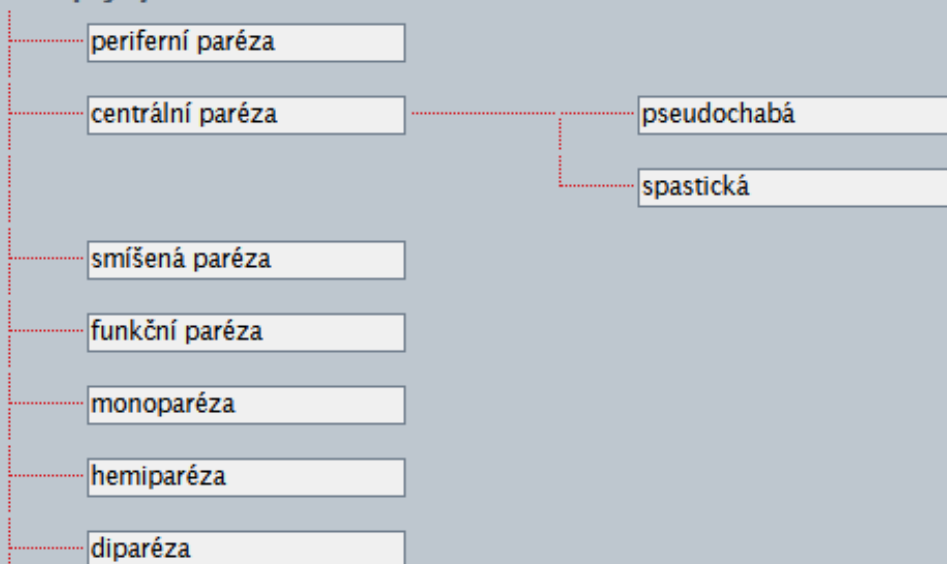 periferní paréza
centrální paréza
pseudochabá
spastická
smíšená paréza
funkční paréza
monoparéza
hemiparéza
diparéza